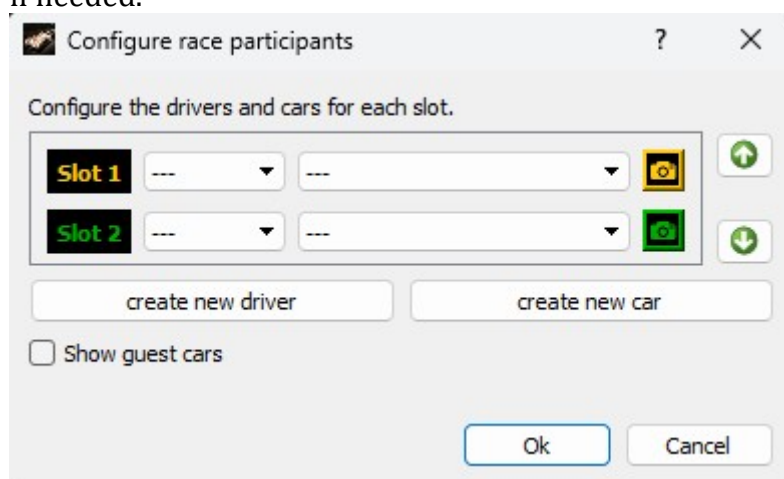 Configure race participants ? ×
Configure the drivers and cars for each slot.
Slot 1 --- ---
Slot 2 --- ---
create new driver create new car
Show guest cars
Ok Cancel